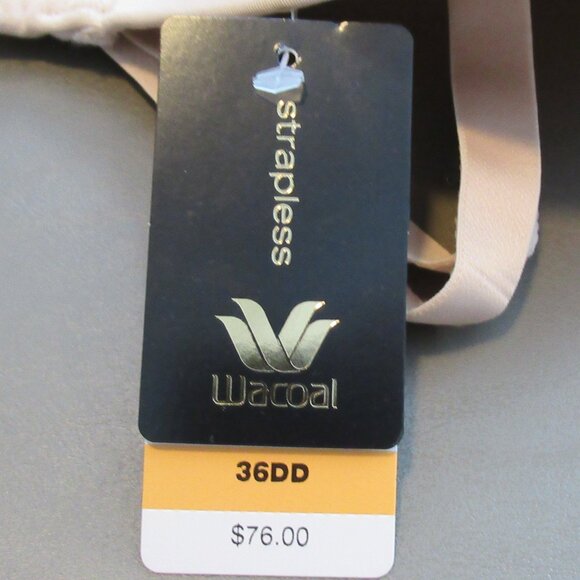 strapless
Wacoal
36DD
$76.00